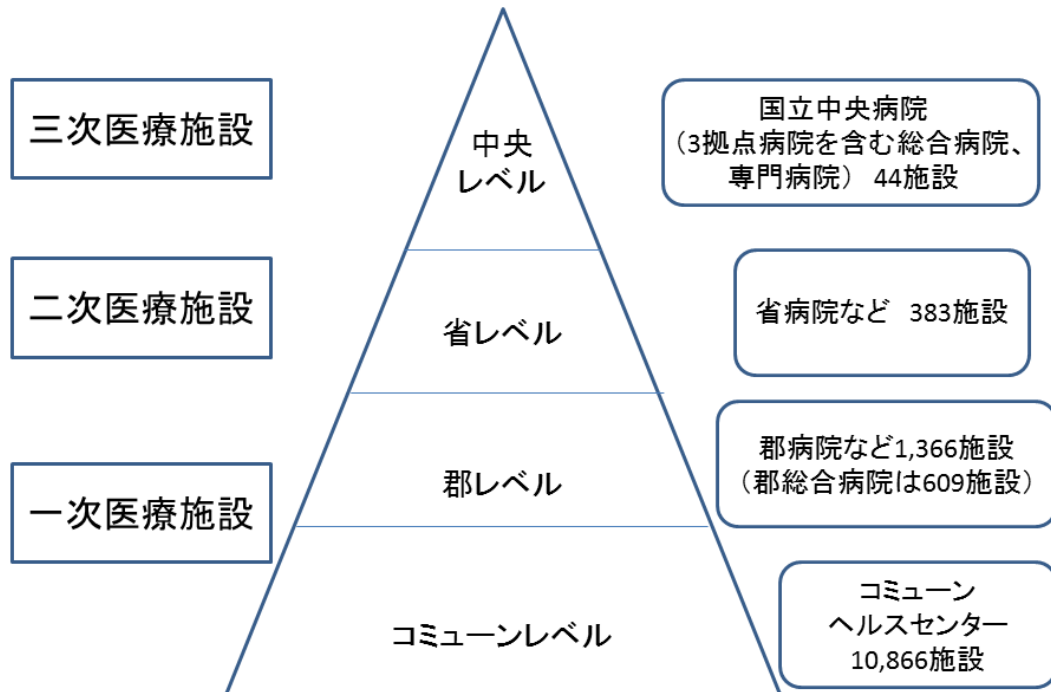 三次医療施設
中央
レベル
国立中央病院
（3拠点病院を含む総合病院、
専門病院） 44施設
二次医療施設
省レベル
省病院など 383施設
一次医療施設
郡レベル
郡病院など1,366施設
（郡総合病院は609施設）
コミューンレベル
コミューン
ヘルスセンター
10,866施設